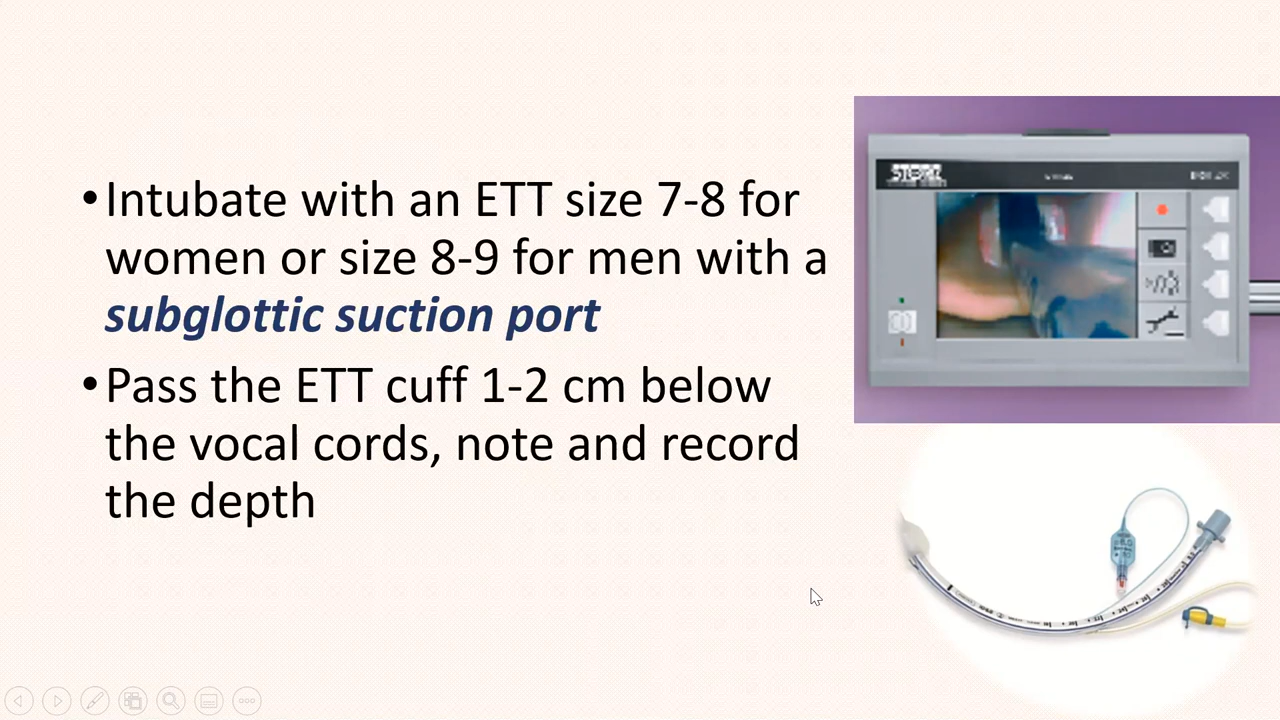 •Intubate with an ETT size 7-8 for
women or size 8-9 for men with a
subglottic suction port
•Pass the ETT cuff 1-2 cm below
the vocal cords, note and record
the depth
STORZ